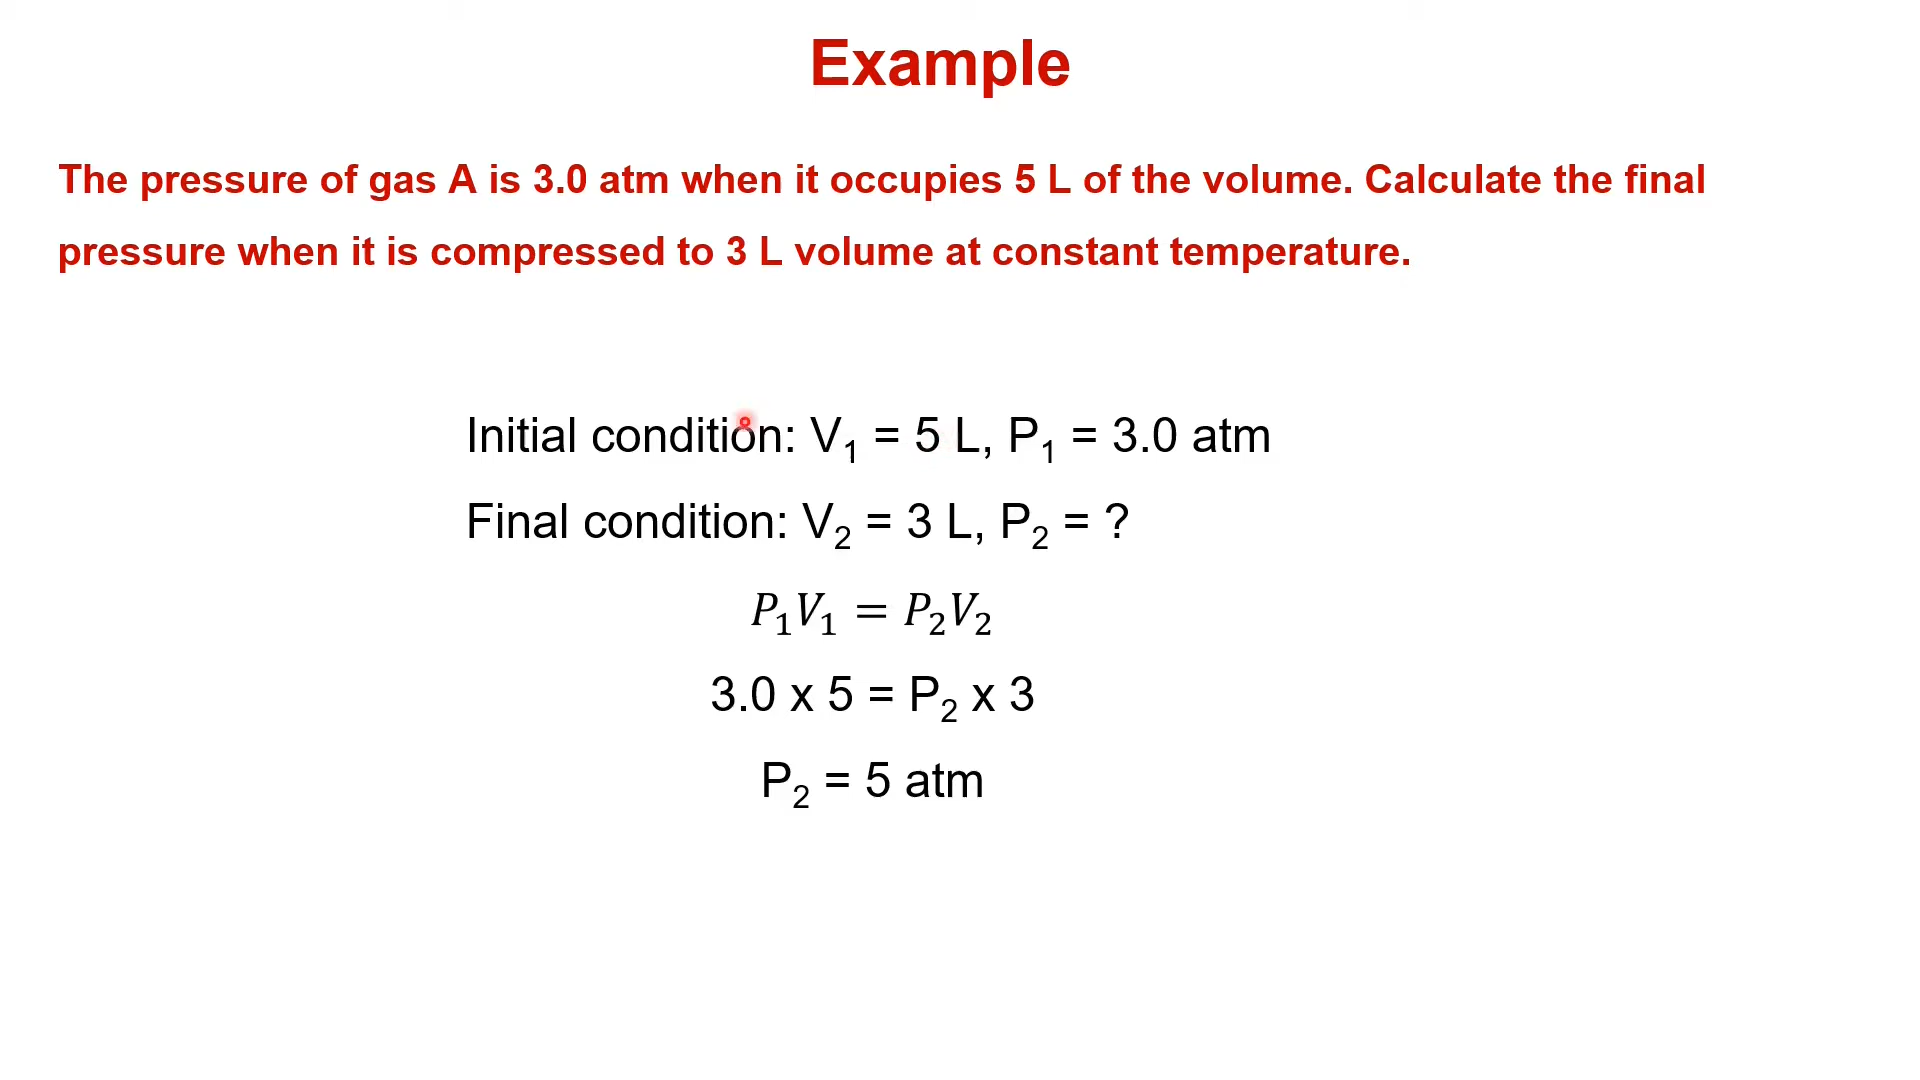 Example
The pressure of gas A is 3.0 atm when it occupies 5 L of the volume. Calculate the final
pressure when it is compressed to 3 L volume at constant temperature.
Initial condition: V₁ = 5 L, P₁ = 3.0 atm
Final condition: V₂ = 3 L, P₂ = ?
P₁V₁ = P₂V₂
3.0 x 5 = P₂ x 3
P₂ = 5 atm